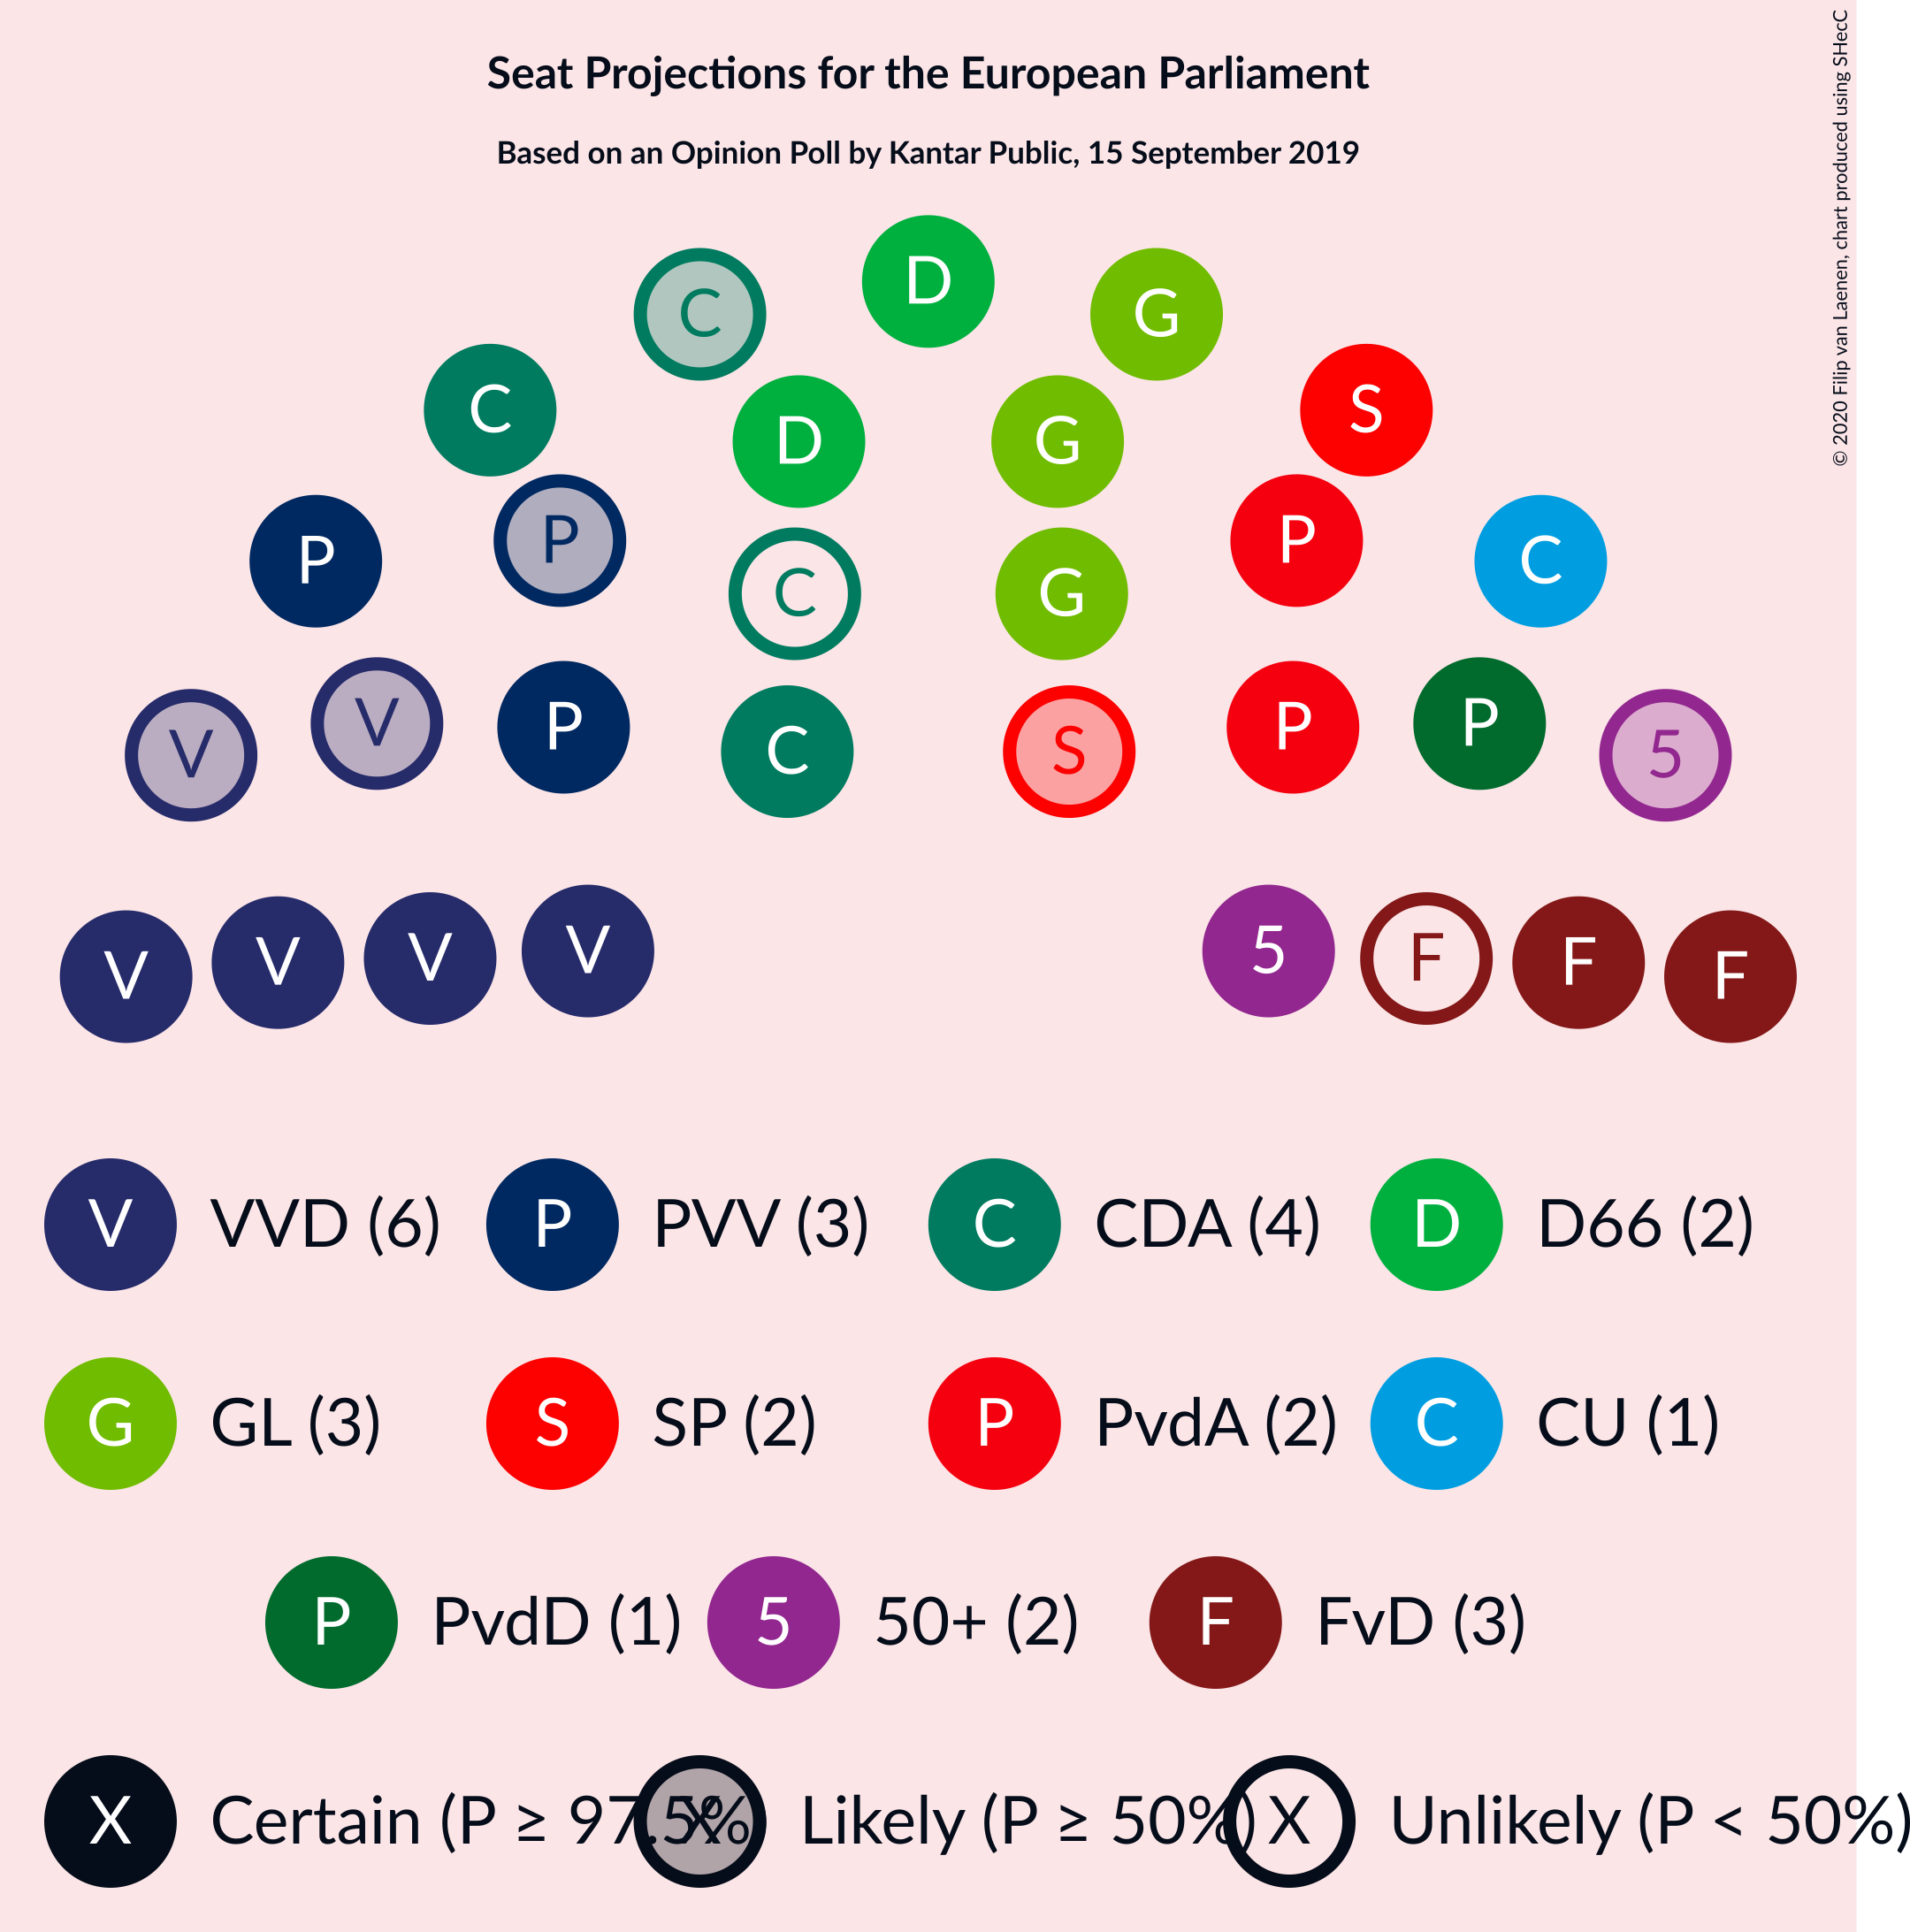 Seat Projections for the European Parliament
Based on an Opinion Poll by Kantar Public, 15 September 2019
© 2020 Filip van Laenen, chart produced using SHecC
D
C G
C S
D G
P P P C
C G
V V P P P 5
C S
V V V V 5 F F F
V VVD (6) P PVV (3) C CDA (4) D D66 (2)
G GL (3) S SP (2) P PvdA (2) C CU (1)
P PvdD (1) 5 50+ (2) F FvD (3)
X Certain (P ≥ 97.5% X Likely (P ≥ 50%) X Unlikely (P < 50%)